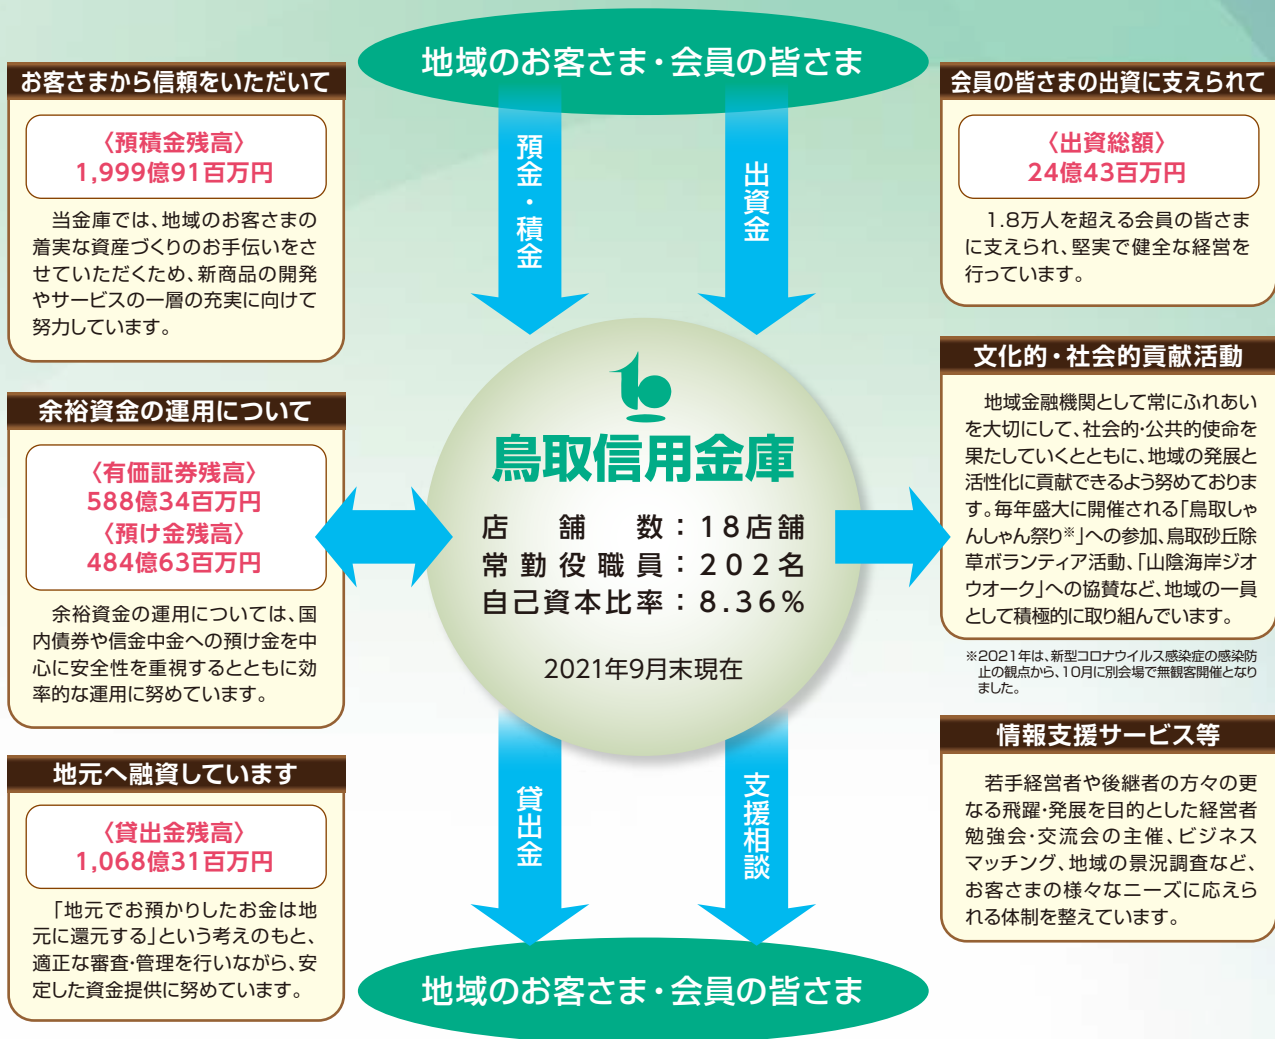 地域のお客さま・会員の皆さま
お客さまから信頼をいただいて
〈預積金残高〉
1,999億91百万円
当金庫では、地域のお客さまの
着実な資産づくりのお手伝いをさ
せていただくため、新商品の開発
やサービスの一層の充実に向けて
努力しています。
預金・積金
出資金
会員の皆さまの出資に支えられて
〈出資総額〉
24億43百万円
1.8万人を超える会員の皆さま
に支えられ、堅実で健全な経営を
行っています。
余裕資金の運用について
〈有価証券残高〉
588億34百万円
〈預け金残高〉
484億63百万円
余裕資金の運用については、国
内債券や信金中金への預け金を中
心に安全性を重視するとともに効
率的な運用に努めています。
鳥取信用金庫
店舗数：18店舗
常勤役職員：202名
自己資本比率：8.36%
2021年9月末現在
文化的・社会的貢献活動
地域金融機関として常にふれあい
を大切にして、社会的・公共的使命を
果たしていくとともに、地域の発展と
活性化に貢献できるよう努めておりま
す。毎年盛大に開催される「鳥取しゃ
んしゃん祭り※」への参加、鳥取砂丘除
草ボランティア活動、「山陰海岸ジオ
ウオーク」への協賛など、地域の一員
として積極的に取り組んでいます。
※2021年は、新型コロナウイルス感染症の感染防
止の観点から、10月に別会場で無観客開催となり
ました。
地元へ融資しています
〈貸出金残高〉
1,068億31百万円
「地元でお預かりしたお金は地
元に還元する」という考えのもと、
適正な審査・管理を行いながら、安
定した資金提供に努めています。
貸出金
支援相談
情報支援サービス等
若手経営者や後継者の方々の更
なる飛躍・発展を目的とした経営者
勉強会・交流会の主催、ビジネス
マッチング、地域の景況調査など、
お客さまの様々なニーズに応えら
れる体制を整えています。
地域のお客さま・会員の皆さま